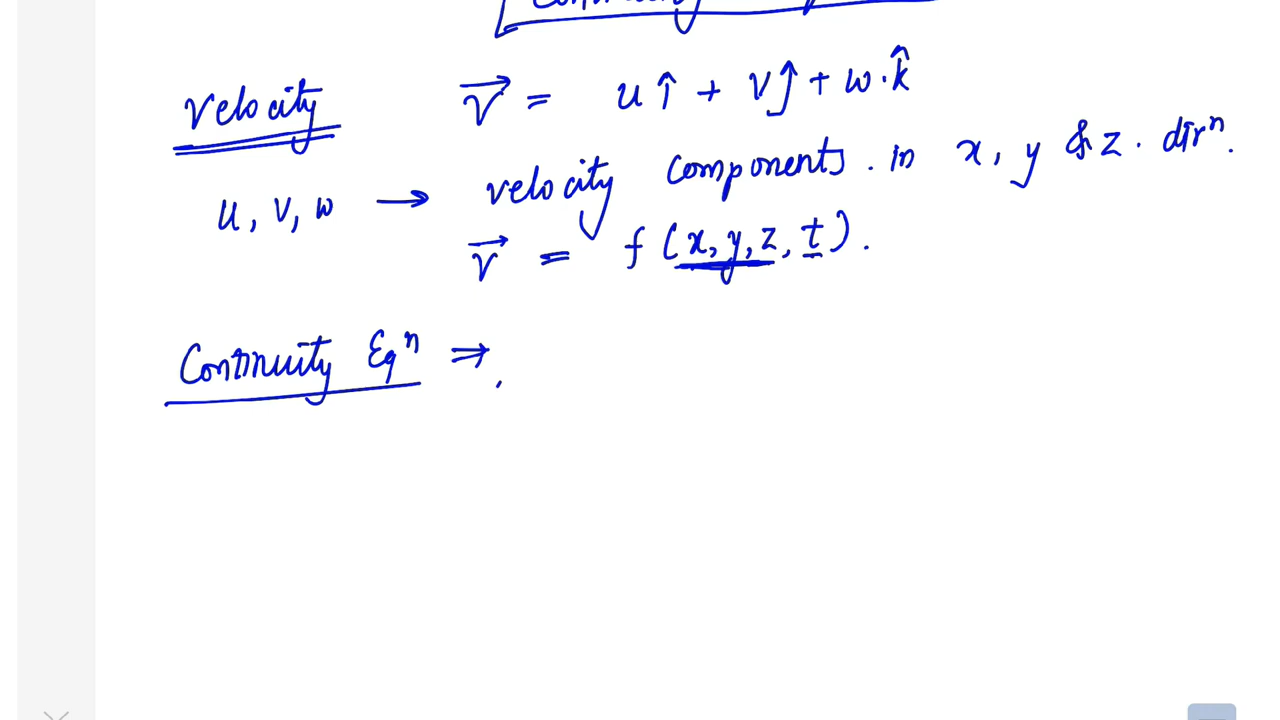 Velocity V⃗ = u î + v ĵ + w · k̂
u, v, w → velocity components. in x, y & z. dirⁿ.
V⃗ = f (x, y, z, t).
Continuity Eqⁿ ⇒